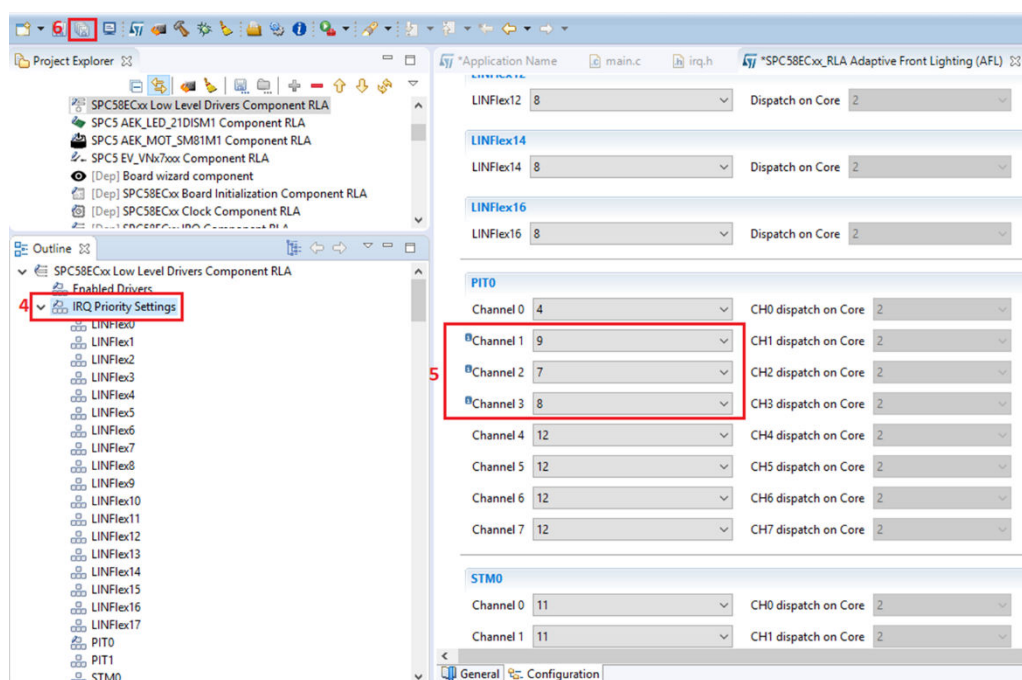 6
Project Explorer
SPC58ECxx Low Level Drivers Component RLA
SPC5 AEK_LED_21DISM1 Component RLA
SPC5 AEK_MOT_SM81M1 Component RLA
SPC5 EV_VNx7xxx Component RLA
[Dep] Board wizard component
[Dep] SPC58ECxx Board Initialization Component RLA
[Dep] SPC58ECxx Clock Component RLA
Outline
SPC58ECxx Low Level Drivers Component RLA
Enabled Drivers
4
IRQ Priority Settings
LINFlex0
LINFlex1
LINFlex2
LINFlex3
LINFlex4
LINFlex5
LINFlex6
LINFlex7
LINFlex8
LINFlex9
LINFlex10
LINFlex11
LINFlex12
LINFlex13
LINFlex14
LINFlex15
LINFlex16
LINFlex17
PIT0
PIT1
STM0
*Application Name main.c irq.h *SPC58ECxx_RLA Adaptive Front Lighting (AFL)
LINFlex12
LINFlex12 8 Dispatch on Core 2
LINFlex14
LINFlex14 8 Dispatch on Core 2
LINFlex16
LINFlex16 8 Dispatch on Core 2
PIT0
Channel 0 4 CH0 dispatch on Core 2
Channel 1 9 CH1 dispatch on Core 2
5
Channel 2 7 CH2 dispatch on Core 2
Channel 3 8 CH3 dispatch on Core 2
Channel 4 12 CH4 dispatch on Core 2
Channel 5 12 CH5 dispatch on Core 2
Channel 6 12 CH6 dispatch on Core 2
Channel 7 12 CH7 dispatch on Core 2
STM0
Channel 0 11 CH0 dispatch on Core 2
Channel 1 11 CH1 dispatch on Core 2
General Configuration